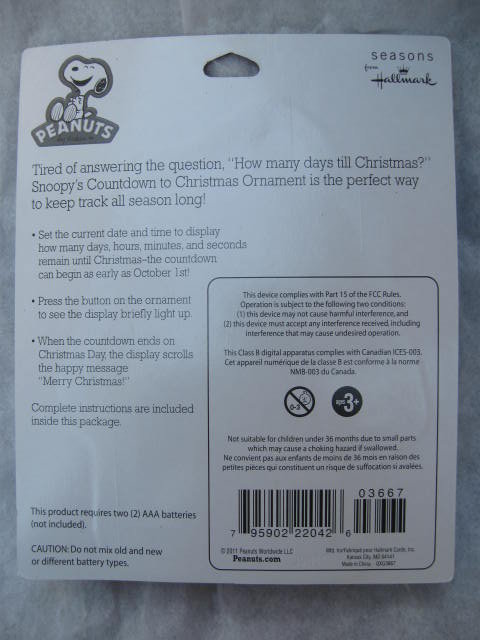 PEANUTS
seasons
from
Hallmark
Tired of answering the question, "How many days till Christmas?"
Snoopy's Countdown to Christmas Ornament is the perfect way
to keep track all season long!
• Set the current date and time to display
how many days, hours, minutes, and seconds
remain until Christmas–the countdown
can begin as early as October 1st!
• Press the button on the ornament
to see the display briefly light up.
• When the countdown ends on
Christmas Day, the display scrolls
the happy message
"Merry Christmas!"
Complete instructions are included
inside this package.
This product requires two (2) AAA batteries
(not included).
CAUTION: Do not mix old and new
or different battery types.
This device complies with Part 15 of the FCC Rules.
Operation is subject to the following two conditions:
(1) this device may not cause harmful interference, and
(2) this device must accept any interference received, including
interference that may cause undesired operation.
This Class B digital apparatus complies with Canadian ICES-003.
Cet appareil numérique de la classe B est conforme à la norme
NMB-003 du Canada.
0-3
ages 3+
Not suitable for children under 36 months due to small parts
which may cause a choking hazard if swallowed.
Ne convient pas aux enfants de moins de 36 mois en raison des
petites pièces qui constituent un risque de suffocation si avalées.
03667
7 95902 22042 6
© 2011 Peanuts Worldwide LLC
Peanuts.com
Mfd. for/Fabriqué pour Hallmark Cards, Inc.
Kansas City, MO 64141
Made in China